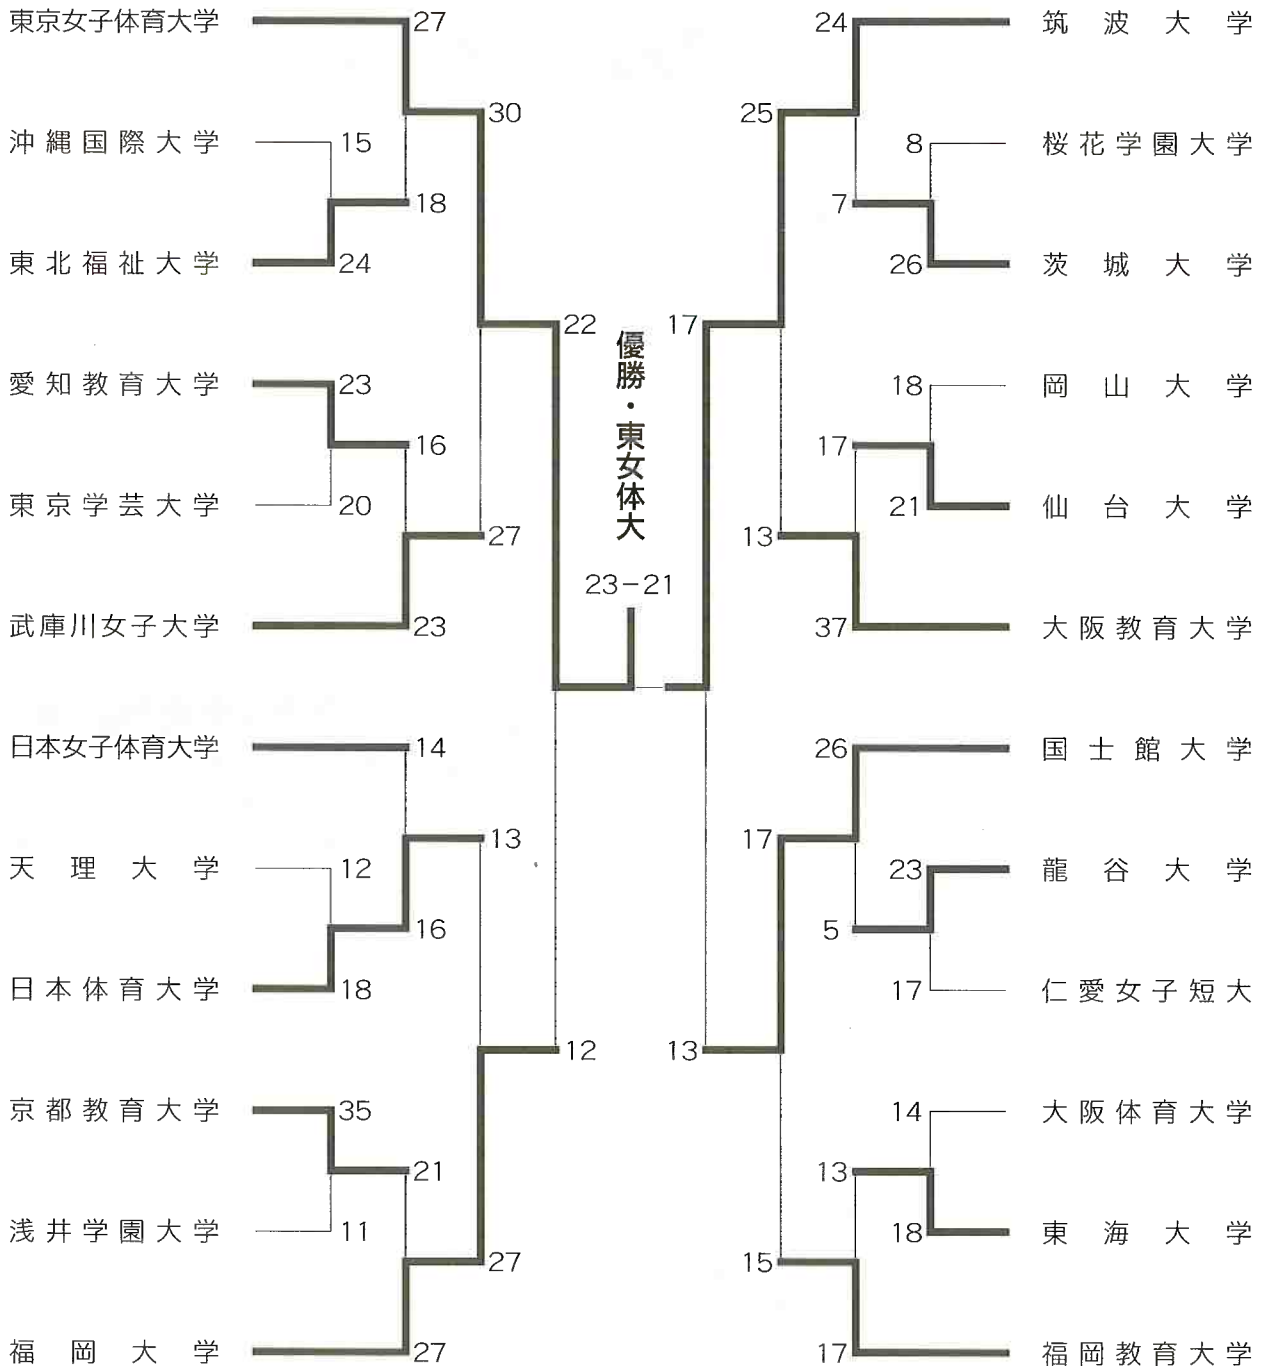 東京女子体育大学 27 24 筑波大学
30 25
沖縄国際大学 15 8 桜花学園大学
18 7
東北福祉大学 24 26 茨城大学
22 17
優勝・東女体大
愛知教育大学 23 18 岡山大学
16 17
東京学芸大学 20 21 仙台大学
27 13
23-21
武庫川女子大学 23 37 大阪教育大学
日本女子体育大学 14 26 国士館大学
13 17
天理大学 12 23 龍谷大学
16 5
日本体育大学 18 17 仁愛女子短大
12 13
京都教育大学 35 14 大阪体育大学
21 13
浅井学園大学 11 18 東海大学
27 15
福岡大学 27 17 福岡教育大学